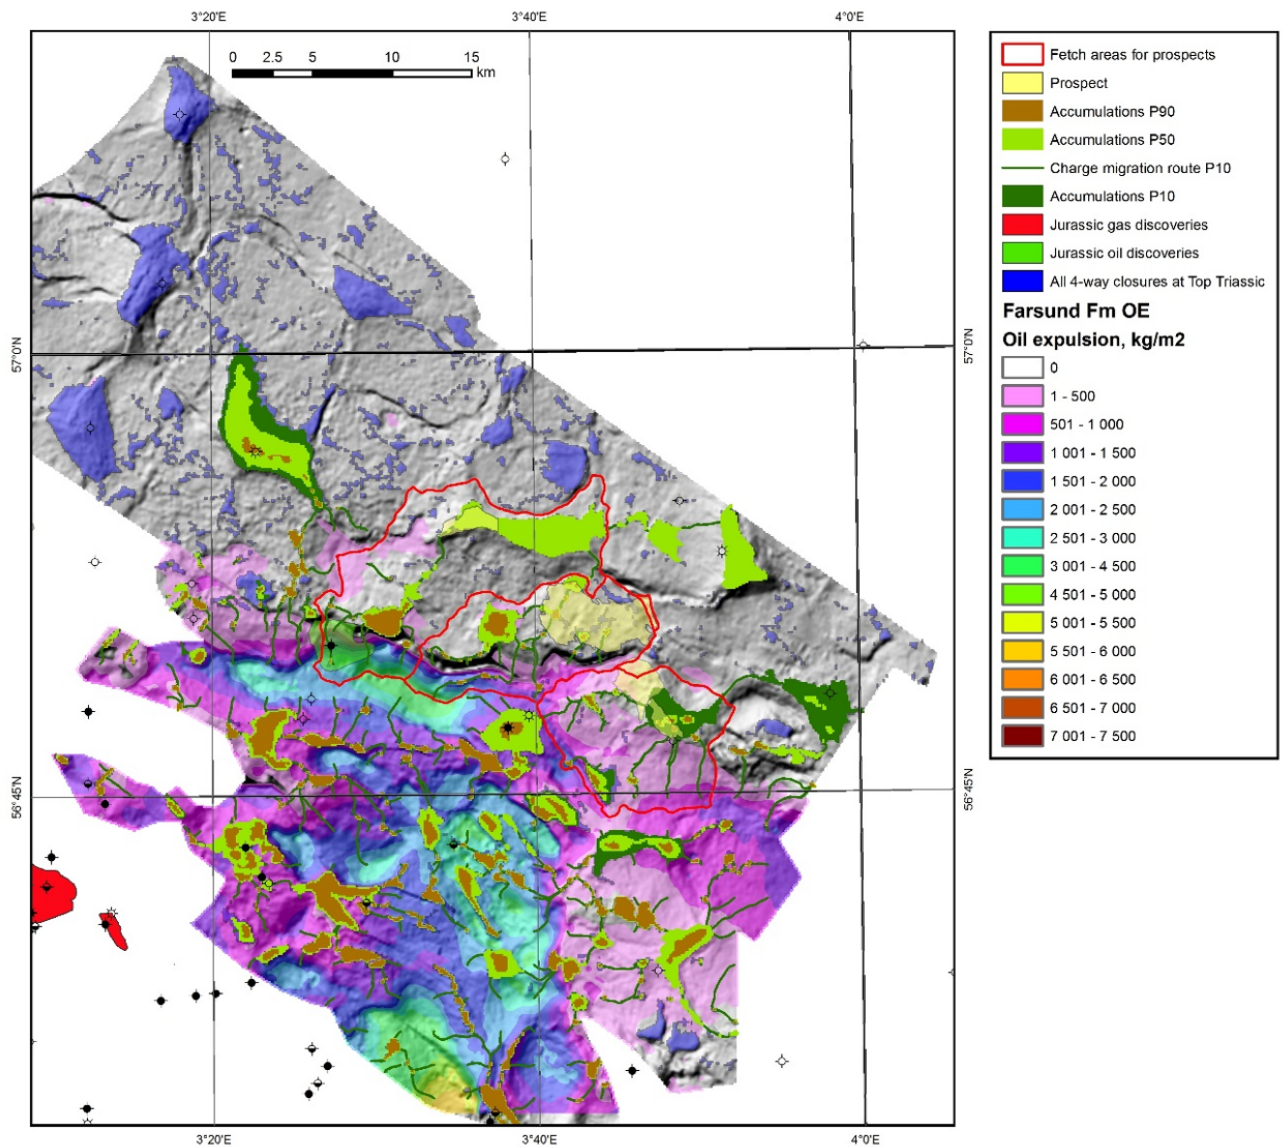 3°20'E 3°40'E 4°0'E
0 2.5 5 10 15
km
57°0'N
57°0'N
56°45'N
56°45'N
3°20'E 3°40'E 4°0'E
Fetch areas for prospects
Prospect
Accumulations P90
Accumulations P50
Charge migration route P10
Accumulations P10
Jurassic gas discoveries
Jurassic oil discoveries
All 4-way closures at Top Triassic
Farsund Fm OE
Oil expulsion, kg/m2
0
1 - 500
501 - 1 000
1 001 - 1 500
1 501 - 2 000
2 001 - 2 500
2 501 - 3 000
3 001 - 4 500
4 501 - 5 000
5 001 - 5 500
5 501 - 6 000
6 001 - 6 500
6 501 - 7 000
7 001 - 7 500